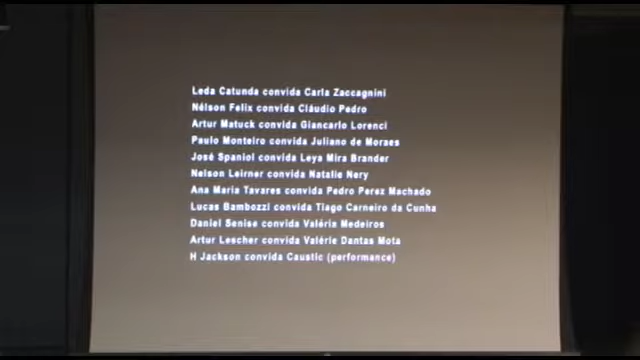 Leda Catunda convida Carla Zaccagnini
Nélson Felix convida Cláudio Pedro
Artur Matuck convida Giancarlo Lorenci
Paulo Monteiro convida Juliano de Moraes
José Spaniol convida Leya Mira Brander
Nelson Leirner convida Natalie Nery
Ana Maria Tavares convida Pedro Perez Machado
Lucas Bambozzi convida Tiago Carneiro da Cunha
Daniel Senise convida Valéria Medeiros
Artur Lescher convida Valérie Dantas Mota
H Jackson convida Caustic (performance)